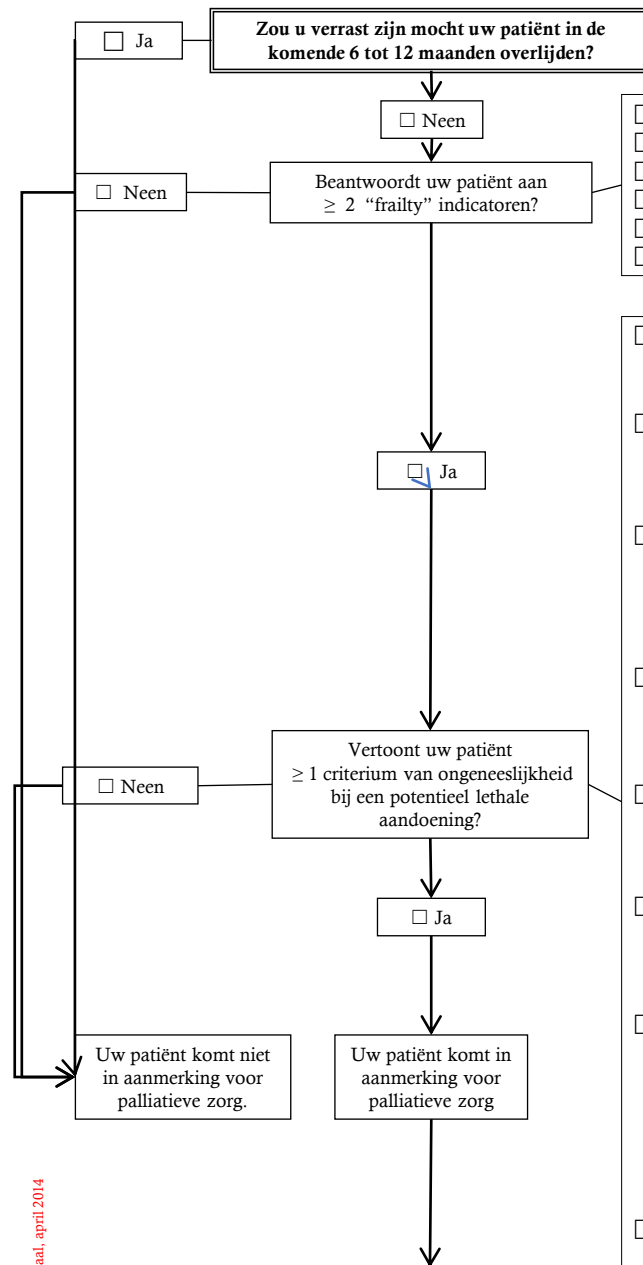 ☐ Ja
Zou u verrast zijn mocht uw patiënt in de
komende 6 tot 12 maanden overlijden?
☐ Neen
☐ Neen
Beantwoordt uw patiënt aan
≥ 2 “frailty” indicatoren?
☐ Ja
Vertoont uw patiënt
≥ 1 criterium van ongeneeslijkheid
bij een potentieel lethale
aandoening?
☐ Neen
☐ Ja
Uw patiënt komt niet
in aanmerking voor
palliatieve zorg.
Uw patiënt komt in
aanmerking voor
palliatieve zorg
aal, april 2014